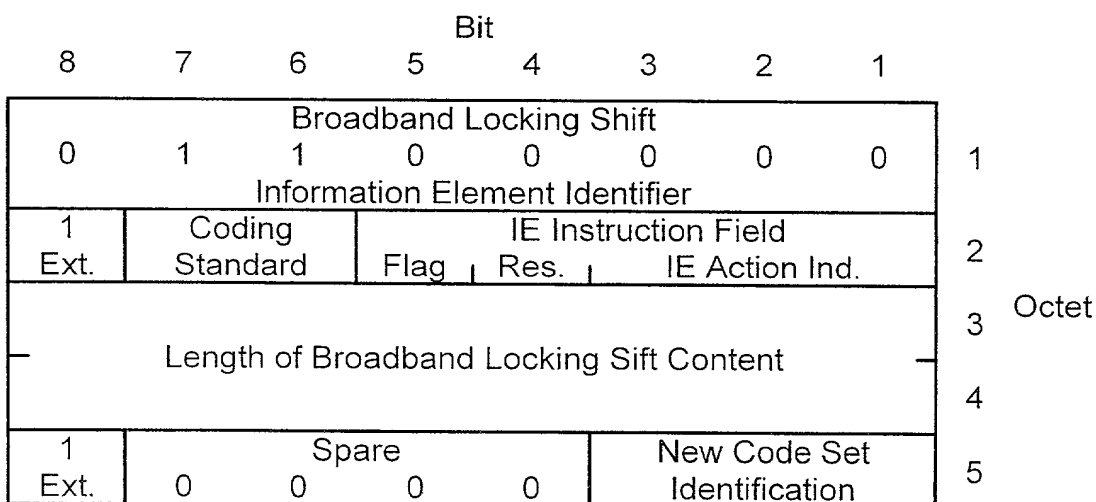 Bit
8 7 6 5 4 3 2 1
Broadband Locking Shift
0 1 1 0 0 0 0 0 1
Information Element Identifier
1 Coding IE Instruction Field
Ext. Standard Flag Res. IE Action Ind. 2
3 Octet
Length of Broadband Locking Sift Content
4
1 Spare New Code Set
Ext. 0 0 0 0 Identification 5